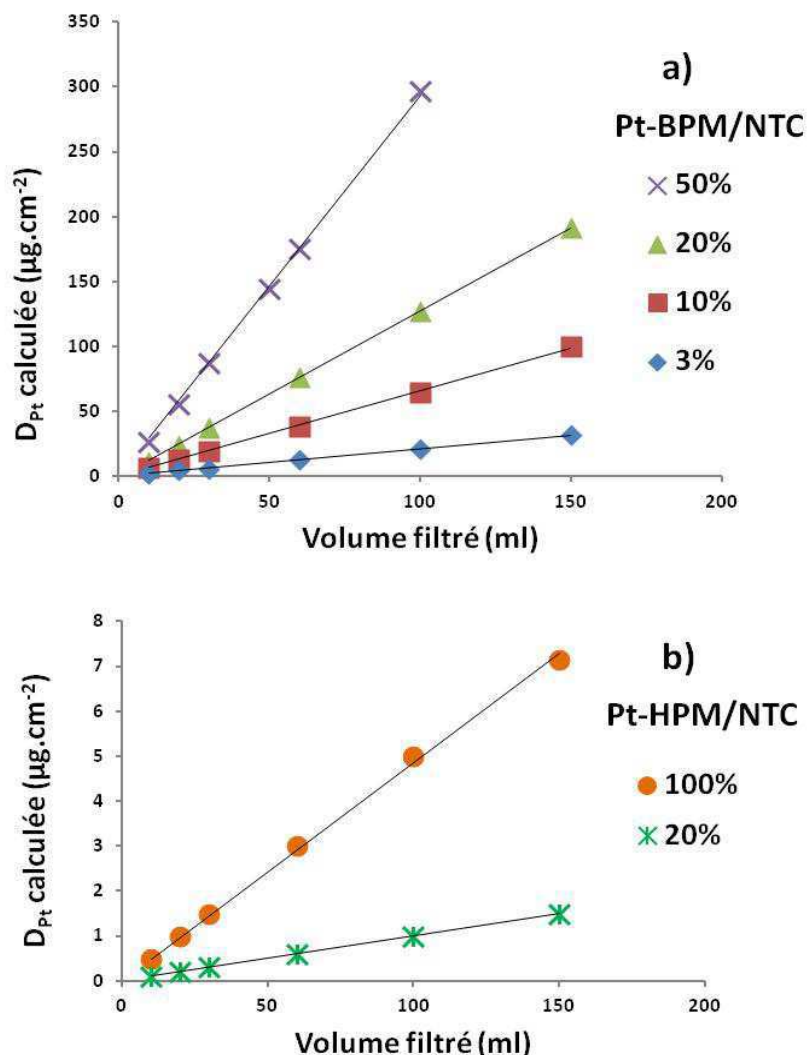 350
300
250
200
150
100
50
0
0 50 100 150 200
D_Pt calculée (µg.cm⁻²)
Volume filtré (ml)
a)
Pt-BPM/NTC
50%
20%
10%
3%
8
7
6
5
4
3
2
1
0
0 50 100 150 200
D_Pt calculée (µg.cm⁻²)
Volume filtré (ml)
b)
Pt-HPM/NTC
100%
20%